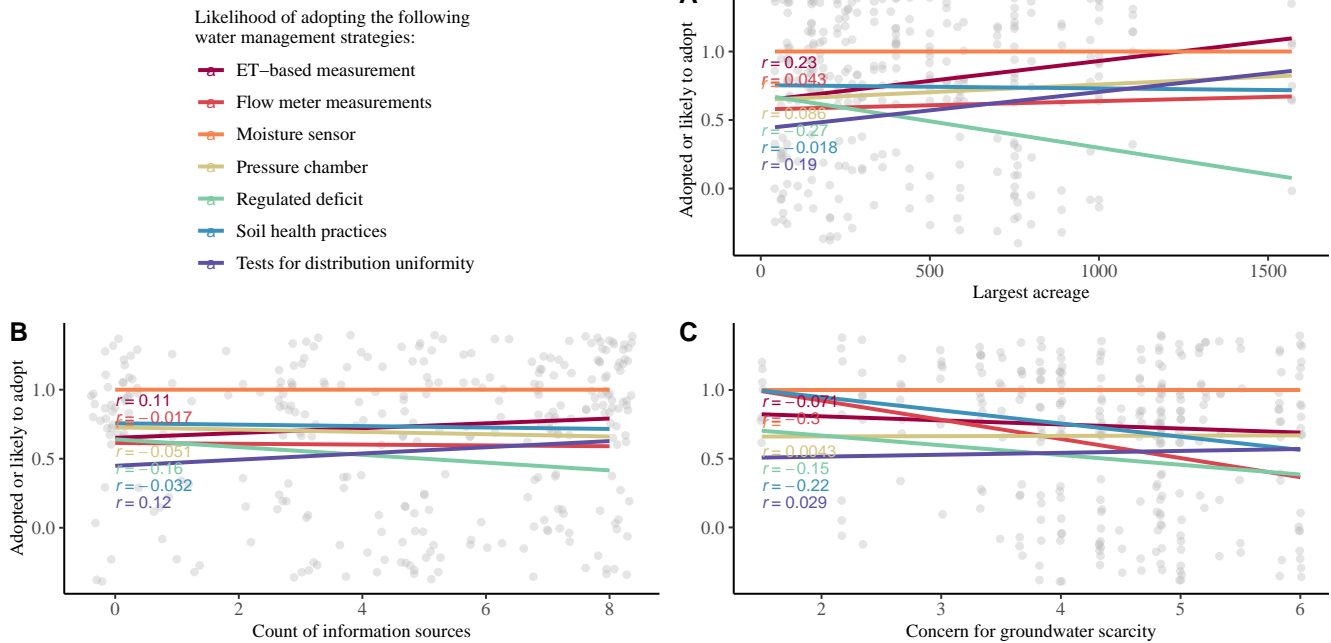 Likelihood of adopting the following
water management strategies:
a ET−based measurement
a Flow meter measurements
a Moisture sensor
a Pressure chamber
a Regulated deficit
a Soil health practices
a Tests for distribution uniformity
Adopted or likely to adopt
1.0
0.5
0.0
r = 0.23
r = 0.043
r =
r = 0.086
r = −0.27
r = −0.018
r = 0.19
0
500
1000
1500
Largest acreage
B
Adopted or likely to adopt
1.0
0.5
0.0
r = 0.11
r = −0.017
r =
r = −0.051
r = −0.16
r = −0.032
r = 0.12
0
2
4
6
8
Count of information sources
C
1.0
0.5
0.0
r = −0.071
r = −0.3
r =
r = 0.0043
r = −0.15
r = −0.22
r = 0.029
2
3
4
5
6
Concern for groundwater scarcity